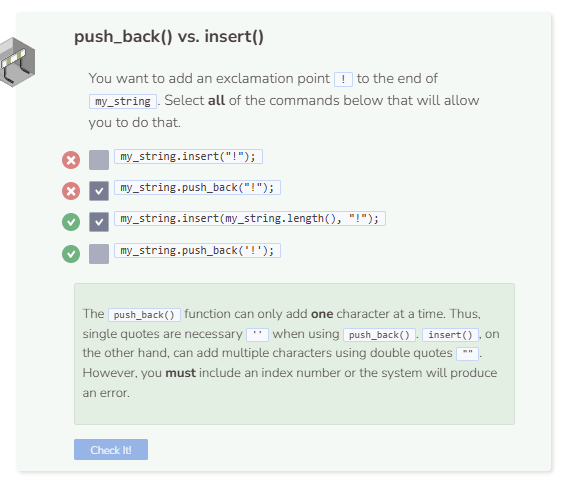 push_back() vs. insert()
You want to add an exclamation point ! to the end of
my_string . Select all of the commands below that will allow
you to do that.
my_string.insert("!");
my_string.push_back("!");
my_string.insert(my_string.length(), "!");
my_string.push_back('!');
The push_back() function can only add one character at a time. Thus,
single quotes are necessary '' when using push_back() . insert() , on
the other hand, can add multiple characters using double quotes "" .
However, you must include an index number or the system will produce
an error.
Check It!